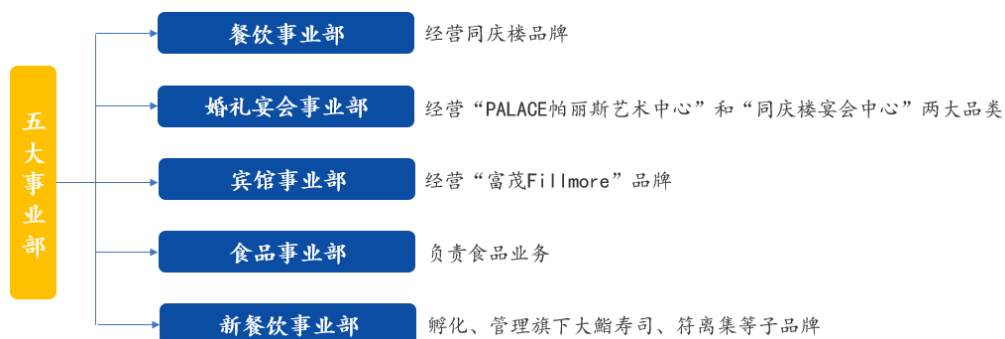 五大事业部
餐饮事业部
经营同庆楼品牌
婚礼宴会事业部
经营“PALACE帕丽斯艺术中心”和“同庆楼宴会中心”两大品类
宾馆事业部
经营“富茂Fillmore”品牌
食品事业部
负责食品业务
新餐饮事业部
孵化、管理旗下大鮨寿司、符离集等子品牌